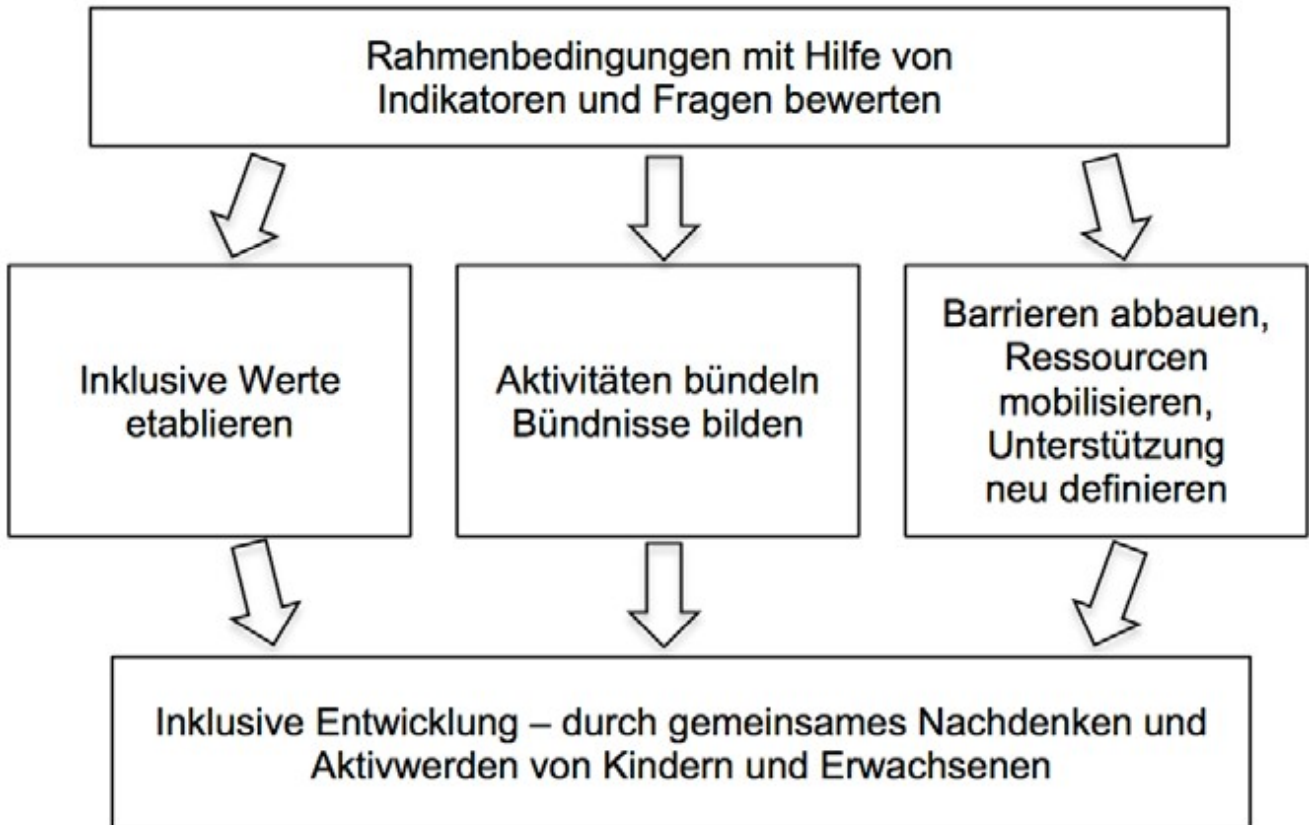 Rahmenbedingungen mit Hilfe von
Indikatoren und Fragen bewerten
Inklusive Werte
etablieren
Aktivitäten bündeln
Bündnisse bilden
Barrieren abbauen,
Ressourcen
mobilisieren,
Unterstützung
neu definieren
Inklusive Entwicklung – durch gemeinsames Nachdenken und
Aktivwerden von Kindern und Erwachsenen